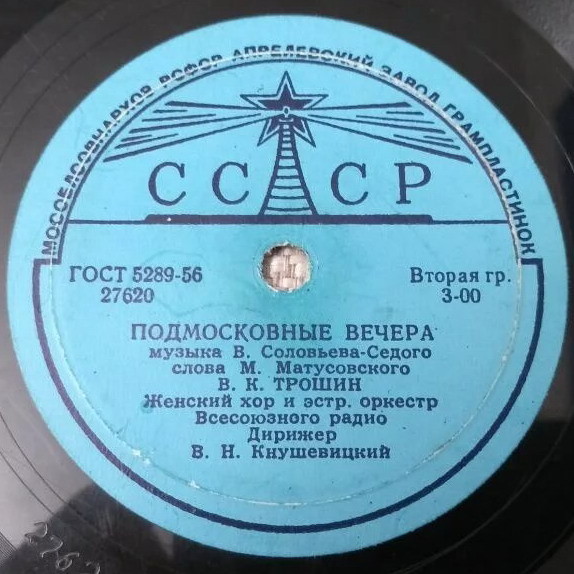 МОСОБЛСОВНАРХОЗ РСФСР АПРЕЛЕВСКИЙ ЗАВОД ГРАМПЛАСТИНОК
СССР
ГОСТ 5289-56
27620
Вторая гр.
3-00
ПОДМОСКОВНЫЕ ВЕЧЕРА
музыка В. Соловьева-Седого
слова М. Матусовского
В. К. ТРОШИН
Женский хор и эстр. оркестр
Всесоюзного радио
Дирижер
В. Н. Кнушевицкий